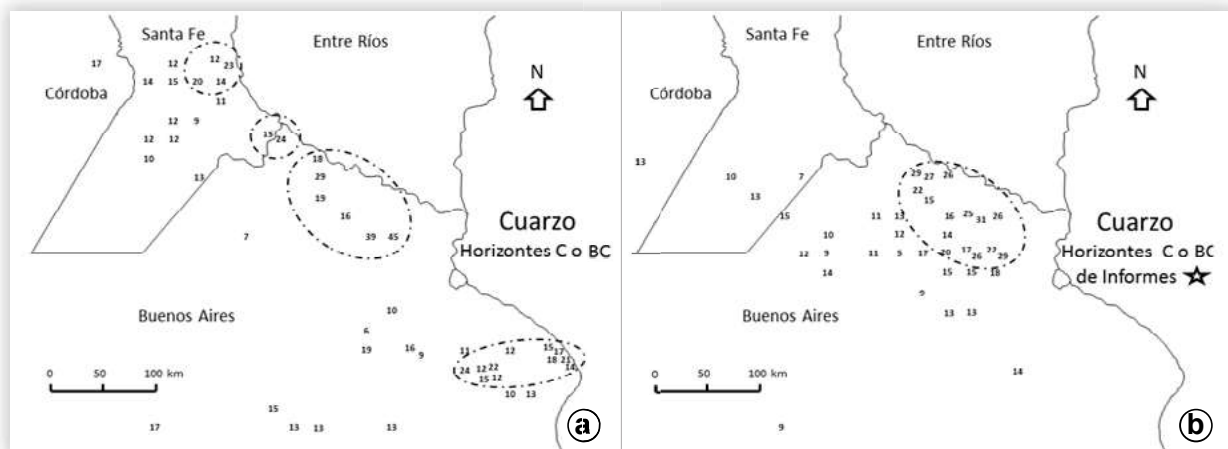 Santa Fe
Entre Ríos
Córdoba
Buenos Aires
N
Cuarzo
Horizontes C o BC
17
12
12
23
14 15 20 14
11
12 9
12 12
10
13
24
18
29
19
16
39 45
7
10
6
19 16 9
11 12 15 17
18 21
24 12 22 14
15 12
10 13
15
17 13 13 13
0 50 100 km
a
Santa Fe
Entre Ríos
Córdoba
Buenos Aires
N
Cuarzo
Horizontes C o BC
de Informes
13
10 7
13
15
29 27 26
22
15
11 13 16 25 31 26
10 12 14
12 9 11 17 20 26 29
14 15 15 18
9
13 13
14
9
0 50 100 km
b